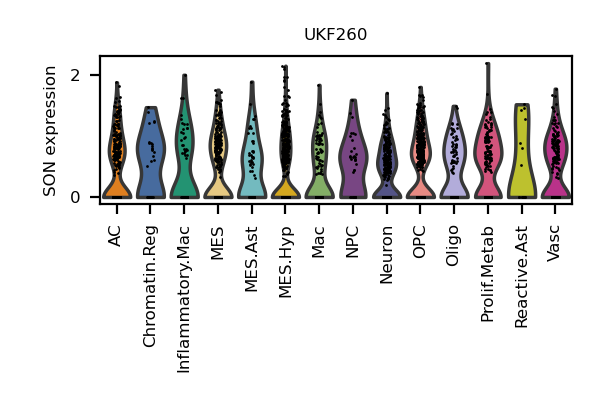 UKF260
SON expression
2
0
AC
Chromatin.Reg
Inflammatory.Mac
MES
MES.Ast
MES.Hyp
Mac
NPC
Neuron
OPC
Oligo
Prolif.Metab
Reactive.Ast
Vasc